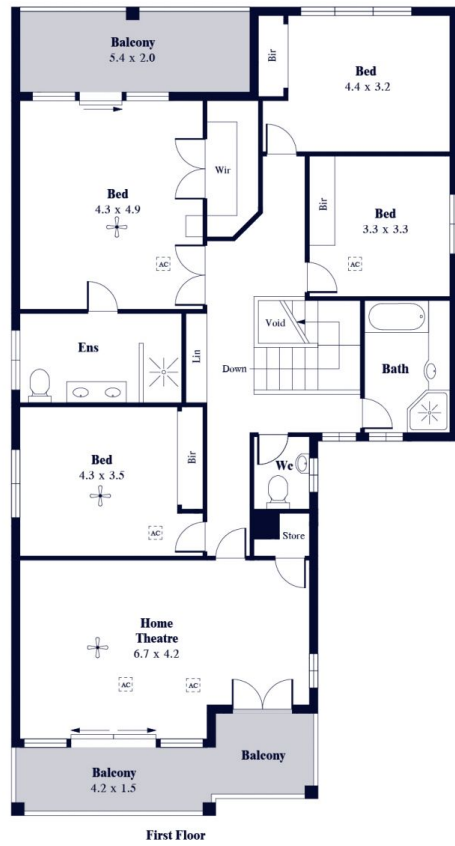 Balcony
5.4 x 2.0
Bir
Bed
4.4 x 3.2
Wir
Bed
4.3 x 4.9
AC
Bir
Bed
3.3 x 3.3
AC
Ens
Lin
Void
Down
Bath
Bed
4.3 x 3.5
Bir
AC
Wc
Store
Home
Theatre
6.7 x 4.2
AC
AC
Balcony
4.2 x 1.5
Balcony
First Floor